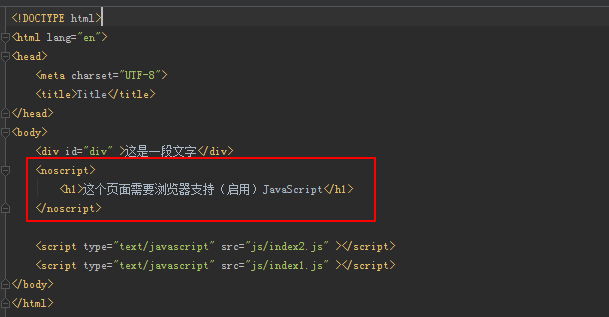 <!DOCTYPE html>
<html lang="en">
<head>
<meta charset="UTF-8">
<title>Title</title>
</head>
<body>
<div id="div" >这是一段文字</div>
<noscript>
<h1>这个页面需要浏览器支持（启用）JavaScript</h1>
</noscript>
<script type="text/javascript" src="js/index2.js" ></script>
<script type="text/javascript" src="js/index1.js" ></script>
</body>
</html>